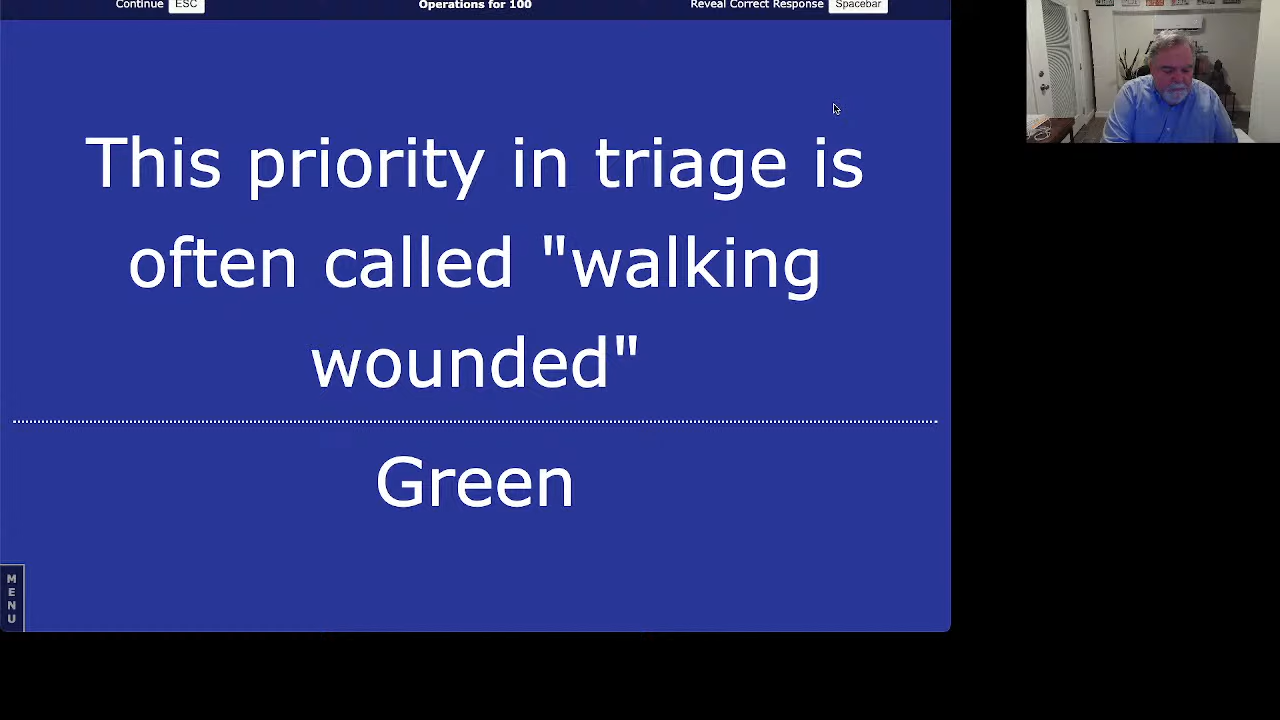 Continue ESC Operations for 100 Reveal Correct Response Spacebar
This priority in triage is
often called "walking
wounded"
Green
MENU